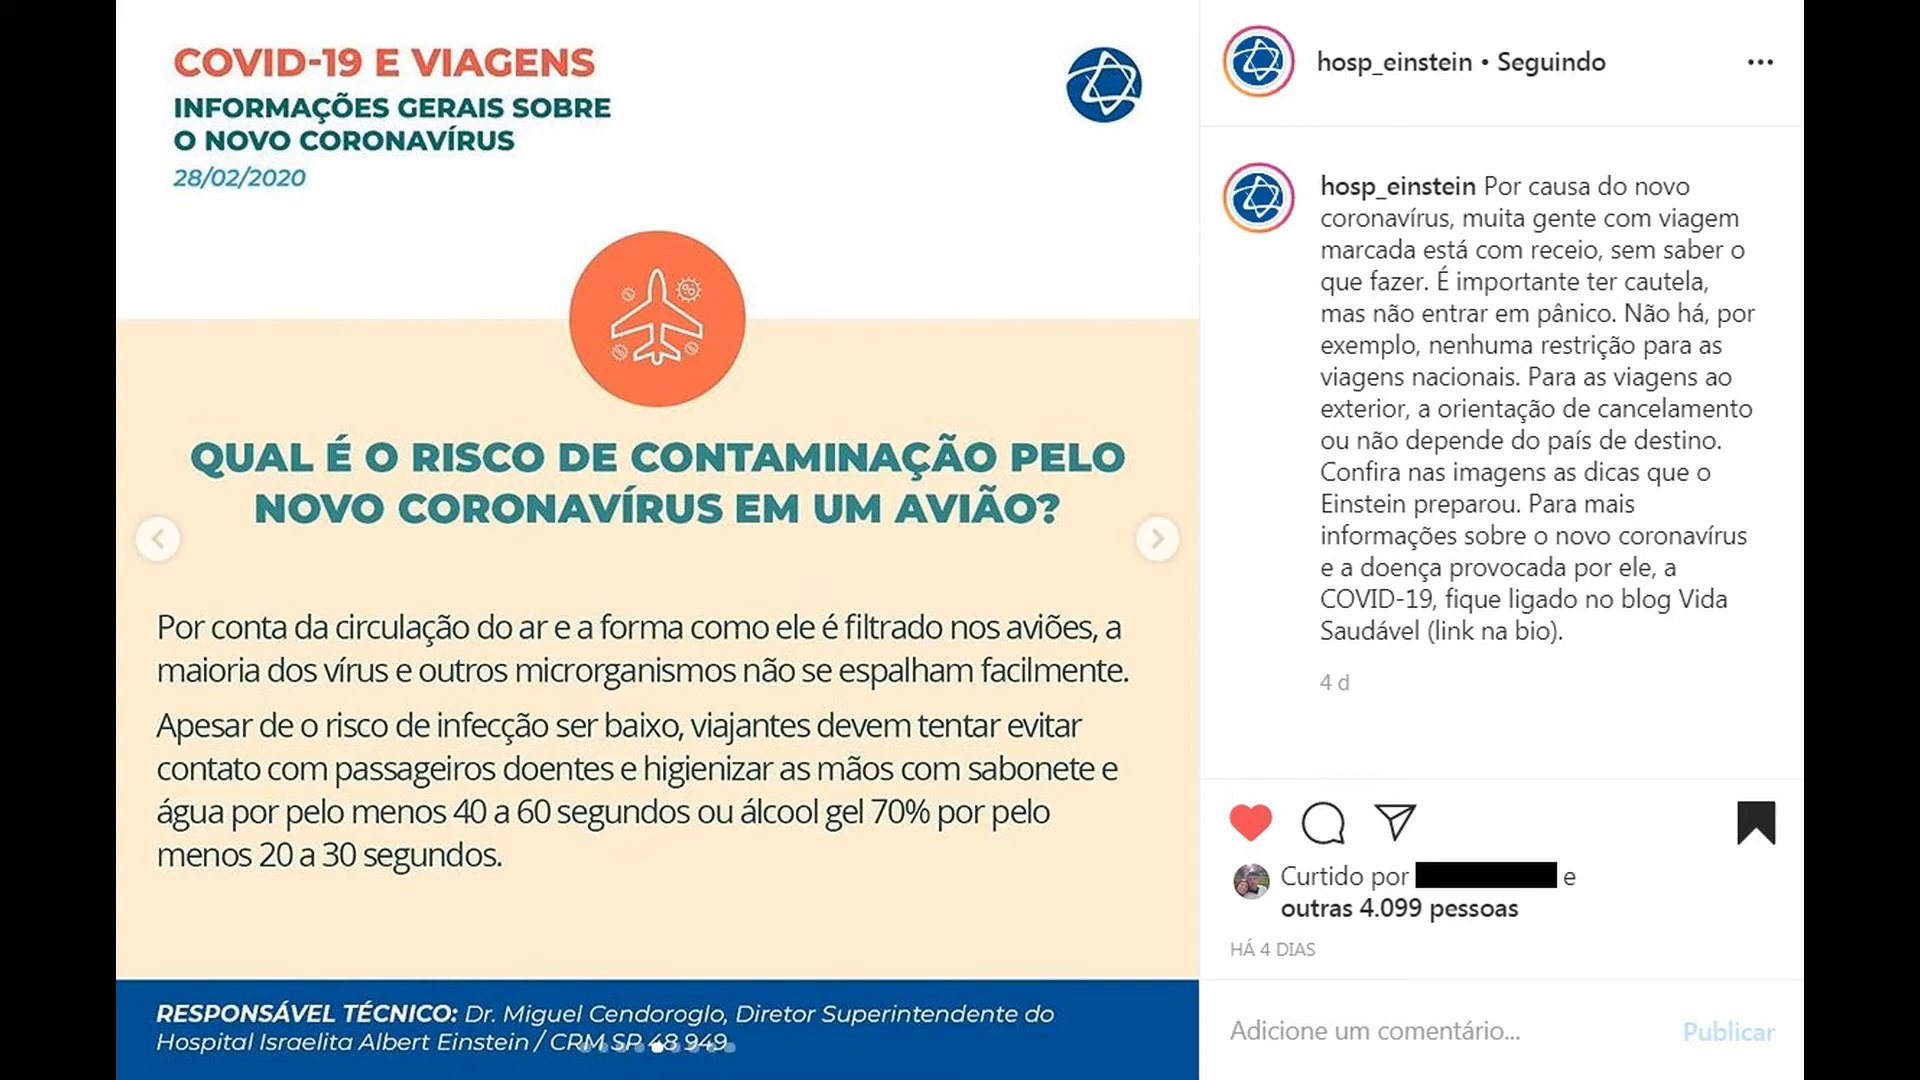 COVID-19 E VIAGENS
INFORMAÇÕES GERAIS SOBRE
O NOVO CORONAVÍRUS
28/02/2020
QUAL É O RISCO DE CONTAMINAÇÃO PELO
NOVO CORONAVÍRUS EM UM AVIÃO?
Por conta da circulação do ar e a forma como ele é filtrado nos aviões, a
maioria dos vírus e outros microrganismos não se espalham facilmente.
Apesar de o risco de infecção ser baixo, viajantes devem tentar evitar
contato com passageiros doentes e higienizar as mãos com sabonete e
água por pelo menos 40 a 60 segundos ou álcool gel 70% por pelo
menos 20 a 30 segundos.
RESPONSÁVEL TÉCNICO: Dr. Miguel Cendoroglo, Diretor Superintendente do
Hospital Israelita Albert Einstein / CRM SP 48 949
hosp_einstein • Seguindo
hosp_einstein Por causa do novo
coronavírus, muita gente com viagem
marcada está com receio, sem saber o
que fazer. É importante ter cautela,
mas não entrar em pânico. Não há, por
exemplo, nenhuma restrição para as
viagens nacionais. Para as viagens ao
exterior, a orientação de cancelamento
ou não depende do país de destino.
Confira nas imagens as dicas que o
Einstein preparou. Para mais
informações sobre o novo coronavírus
e a doença provocada por ele, a
COVID-19, fique ligado no blog Vida
Saudável (link na bio).
4 d
Curtido por e
outras 4.099 pessoas
HÁ 4 DIAS
Adicione um comentário... Publicar